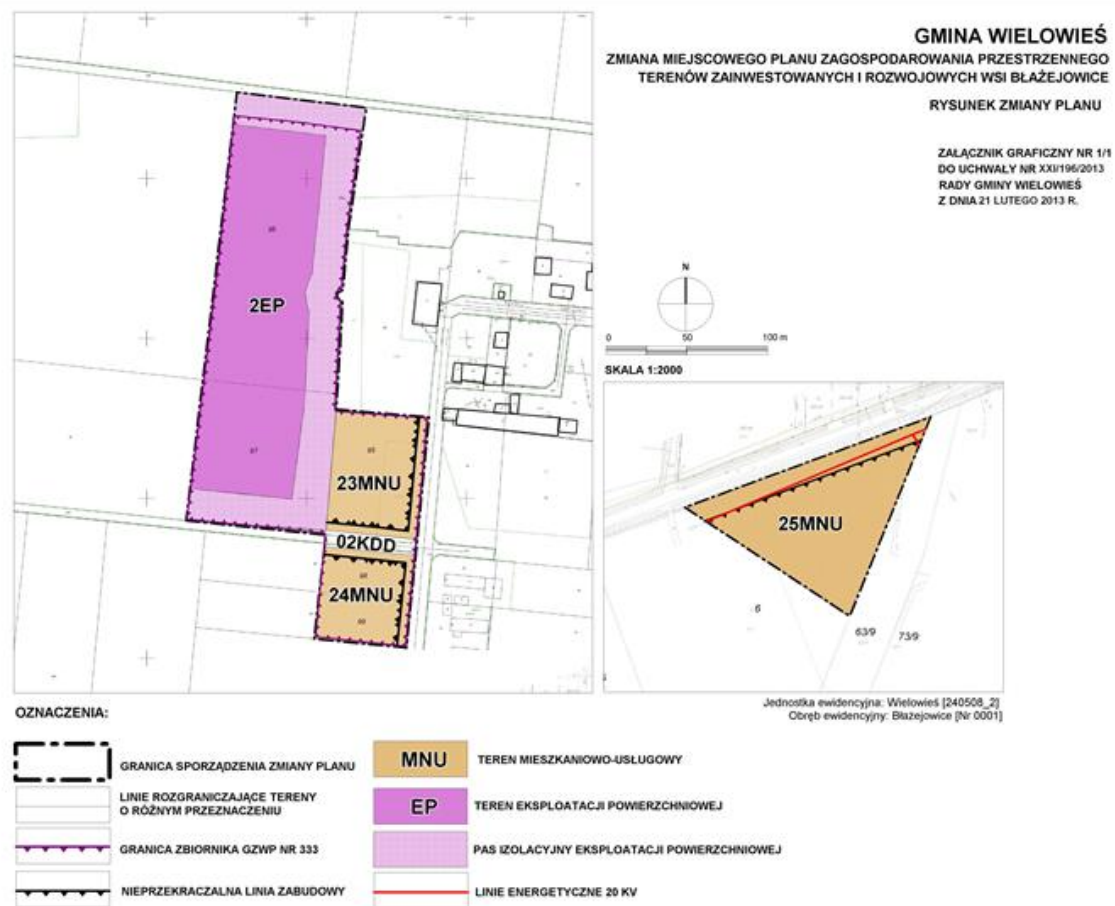 GMINA WIELOWIEŚ
ZMIANA MIEJSCOWEGO PLANU ZAGOSPODAROWANIA PRZESTRZENNEGO
TERENÓW ZAINWESTOWANYCH I ROZWOJOWYCH WSI BŁAŻEJOWICE
RYSUNEK ZMIANY PLANU
ZAŁĄCZNIK GRAFICZNY NR 1/1
DO UCHWAŁY NR XXI/196/2013
RADY GMINY WIELOWIEŚ
Z DNIA 21 LUTEGO 2013 R.
2EP
23MNU
02KDD
24MNU
N
0 50 100 m
SKALA 1:2000
25MNU
6
63/9
73/9
Jednostka ewidencyjna: Wielowieś [240508_2]
Obręb ewidencyjny: Błażejowice [Nr 0001]
OZNACZENIA:
GRANICA SPORZĄDZENIA ZMIANY PLANU
LINIE ROZGRANICZAJĄCE TERENY
O RÓŻNYM PRZEZNACZENIU
GRANICA ZBIORNIKA GZWP NR 333
NIEPRZEKRACZALNA LINIA ZABUDOWY
MNU TEREN MIESZKANIOWO-USŁUGOWY
EP TEREN EKSPLOATACJI POWIERZCHNIOWEJ
PAS IZOLACYJNY EKSPLOATACJI POWIERZCHNIOWEJ
LINIE ENERGETYCZNE 20 KV